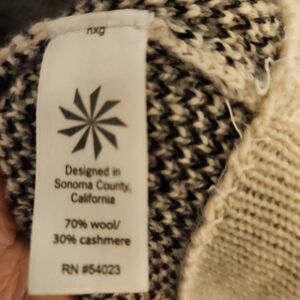 nxg
Designed in
Sonoma County,
California
70% wool/
30% cashmere
RN #54023